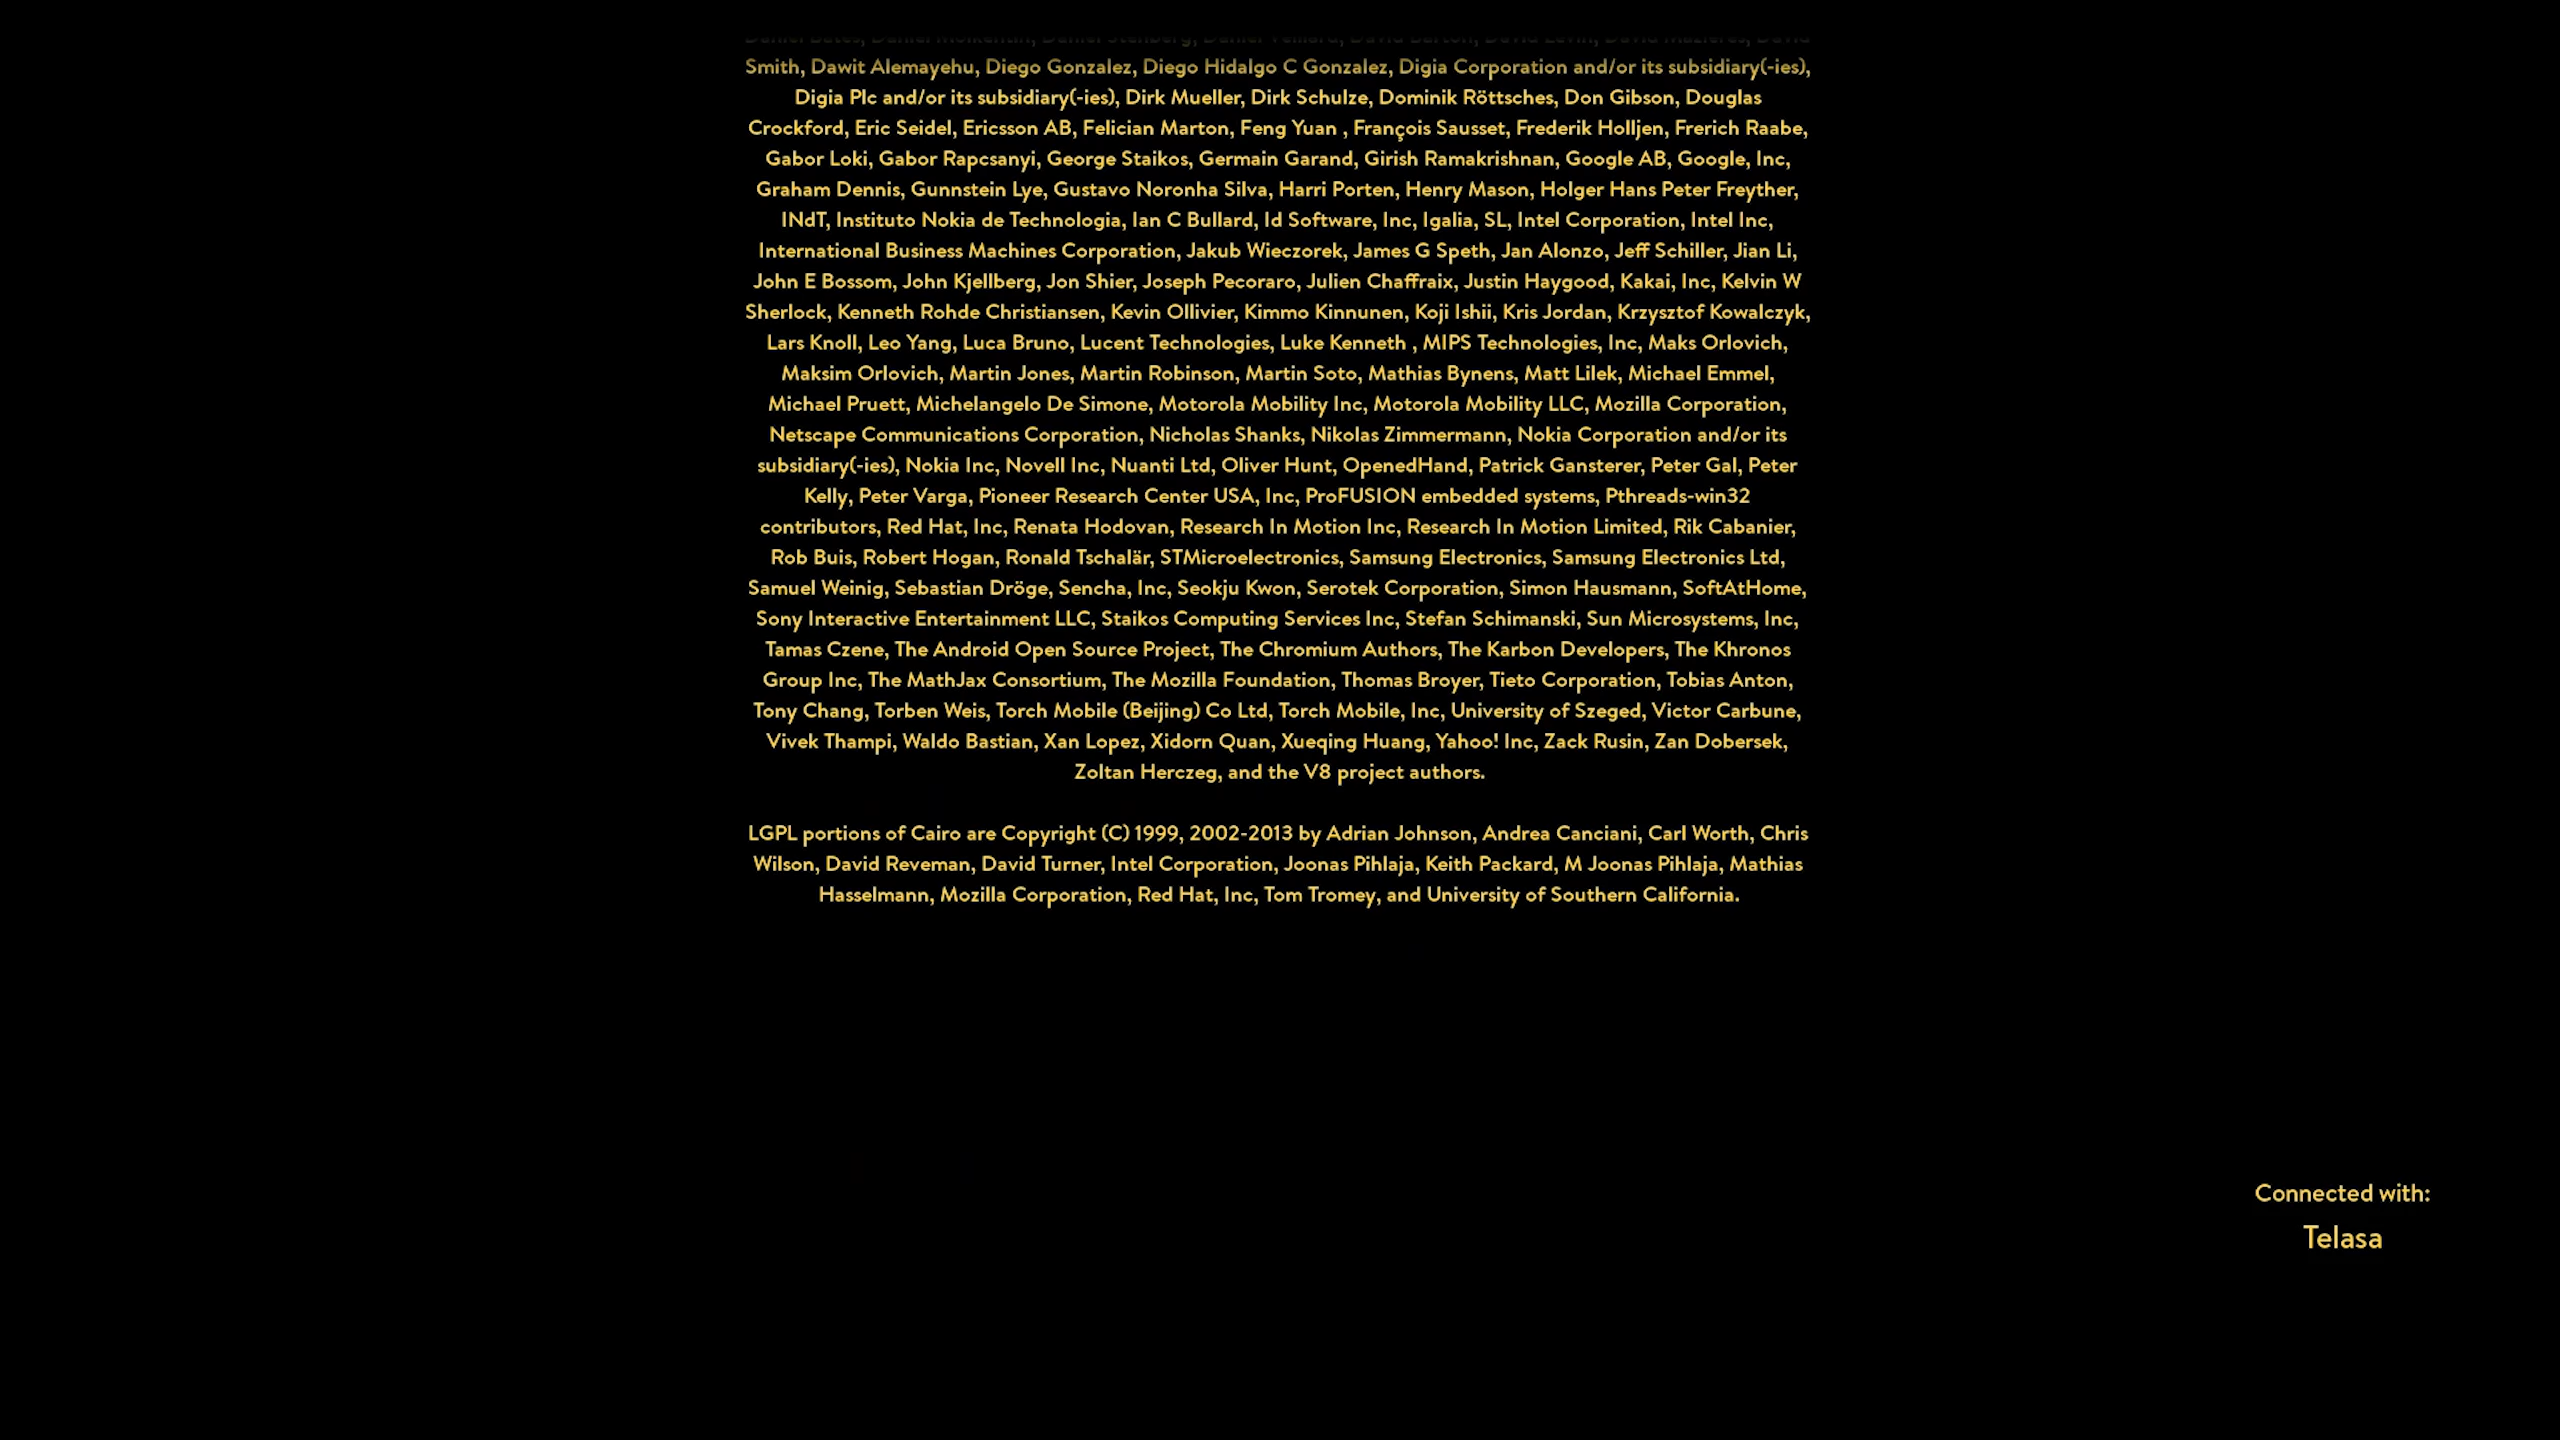 Smith, Dawit Alemayehu, Diego Gonzalez, Diego Hidalgo C Gonzalez, Digia Corporation and/or its subsidiary(-ies),
Digia Plc and/or its subsidiary(-ies), Dirk Mueller, Dirk Schulze, Dominik Röttsches, Don Gibson, Douglas
Crockford, Eric Seidel, Ericsson AB, Felician Marton, Feng Yuan , François Sausset, Frederik Holljen, Frerich Raabe,
Gabor Loki, Gabor Rapcsanyi, George Staikos, Germain Garand, Girish Ramakrishnan, Google AB, Google, Inc,
Graham Dennis, Gunnstein Lye, Gustavo Noronha Silva, Harri Porten, Henry Mason, Holger Hans Peter Freyther,
INdT, Instituto Nokia de Technologia, Ian C Bullard, Id Software, Inc, Igalia, SL, Intel Corporation, Intel Inc,
International Business Machines Corporation, Jakub Wieczorek, James G Speth, Jan Alonzo, Jeff Schiller, Jian Li,
John E Bossom, John Kjellberg, Jon Shier, Joseph Pecoraro, Julien Chaffraix, Justin Haygood, Kakai, Inc, Kelvin W
Sherlock, Kenneth Rohde Christiansen, Kevin Ollivier, Kimmo Kinnunen, Koji Ishii, Kris Jordan, Krzysztof Kowalczyk,
Lars Knoll, Leo Yang, Luca Bruno, Lucent Technologies, Luke Kenneth , MIPS Technologies, Inc, Maks Orlovich,
Maksim Orlovich, Martin Jones, Martin Robinson, Martin Soto, Mathias Bynens, Matt Lilek, Michael Emmel,
Michael Pruett, Michelangelo De Simone, Motorola Mobility Inc, Motorola Mobility LLC, Mozilla Corporation,
Netscape Communications Corporation, Nicholas Shanks, Nikolas Zimmermann, Nokia Corporation and/or its
subsidiary(-ies), Nokia Inc, Novell Inc, Nuanti Ltd, Oliver Hunt, OpenedHand, Patrick Gansterer, Peter Gal, Peter
Kelly, Peter Varga, Pioneer Research Center USA, Inc, ProFUSION embedded systems, Pthreads-win32
contributors, Red Hat, Inc, Renata Hodovan, Research In Motion Inc, Research In Motion Limited, Rik Cabanier,
Rob Buis, Robert Hogan, Ronald Tschalär, STMicroelectronics, Samsung Electronics, Samsung Electronics Ltd,
Samuel Weinig, Sebastian Dröge, Sencha, Inc, Seokju Kwon, Serotek Corporation, Simon Hausmann, SoftAtHome,
Sony Interactive Entertainment LLC, Staikos Computing Services Inc, Stefan Schimanski, Sun Microsystems, Inc,
Tamas Czene, The Android Open Source Project, The Chromium Authors, The Karbon Developers, The Khronos
Group Inc, The MathJax Consortium, The Mozilla Foundation, Thomas Broyer, Tieto Corporation, Tobias Anton,
Tony Chang, Torben Weis, Torch Mobile (Beijing) Co Ltd, Torch Mobile, Inc, University of Szeged, Victor Carbune,
Vivek Thampi, Waldo Bastian, Xan Lopez, Xidorn Quan, Xueqing Huang, Yahoo! Inc, Zack Rusin, Zan Dobersek,
Zoltan Herczeg, and the V8 project authors.
LGPL portions of Cairo are Copyright (C) 1999, 2002-2013 by Adrian Johnson, Andrea Canciani, Carl Worth, Chris
Wilson, David Reveman, David Turner, Intel Corporation, Joonas Pihlaja, Keith Packard, M Joonas Pihlaja, Mathias
Hasselmann, Mozilla Corporation, Red Hat, Inc, Tom Tromey, and University of Southern California.
Connected with:
Telasa